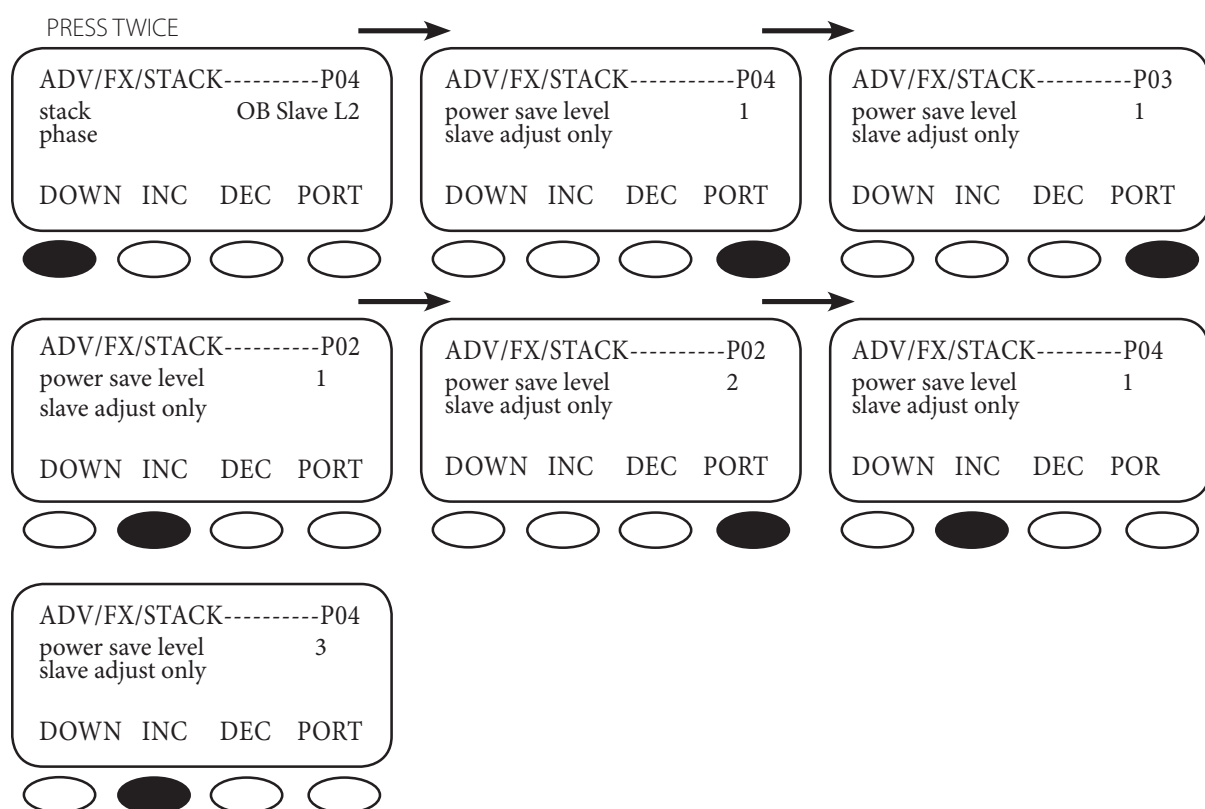 PRESS TWICE
ADV/FX/STACK----------P04
stack OB Slave L2
phase
DOWN INC DEC PORT
ADV/FX/STACK-----------P04
power save level 1
slave adjust only
DOWN INC DEC PORT
ADV/FX/STACK----------P03
power save level 1
slave adjust only
DOWN INC DEC PORT
ADV/FX/STACK----------P02
power save level 1
slave adjust only
DOWN INC DEC PORT
ADV/FX/STACK----------P02
power save level 2
slave adjust only
DOWN INC DEC PORT
ADV/FX/STACK---------P04
power save level 1
slave adjust only
DOWN INC DEC POR
ADV/FX/STACK----------P04
power save level 3
slave adjust only
DOWN INC DEC PORT